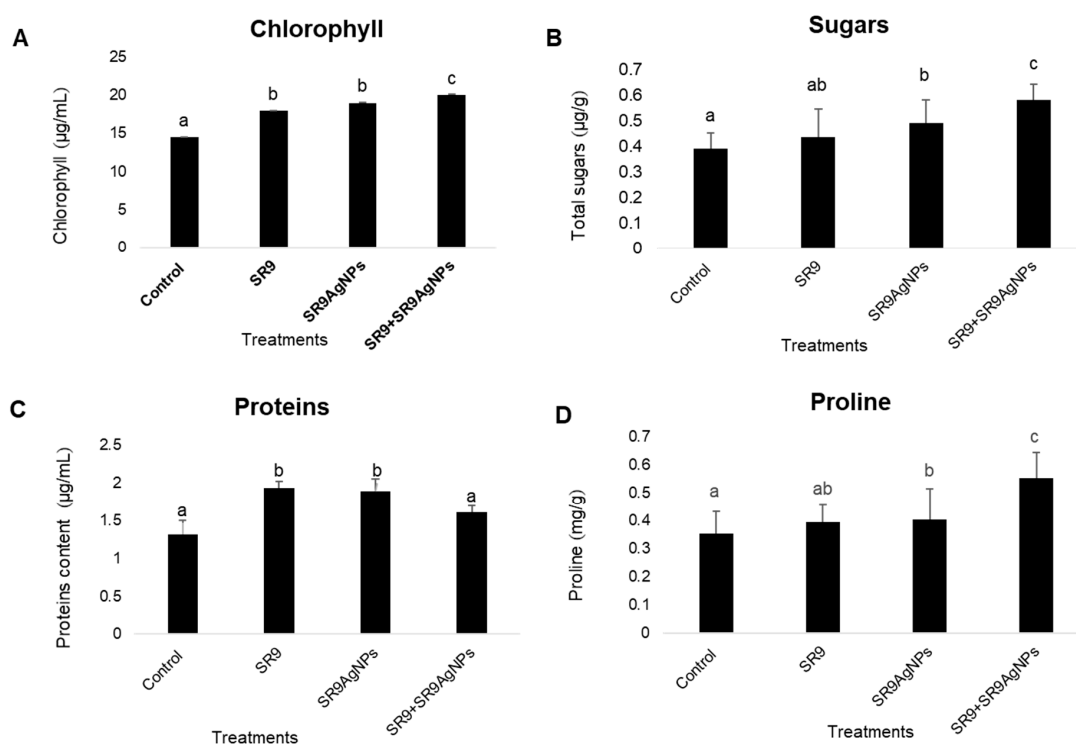 A
Chlorophyll
Chlorophyll (µg/mL)
25
20
15
10
5
0
a
b
b
c
Control
SR9
SR9AgNPs
SR9+SR9AgNPs
Treatments
B
Sugars
Total sugars (µg/g)
0.7
0.6
0.5
0.4
0.3
0.2
0.1
0
a
ab
b
c
Control
SR9
SR9AgNPs
SR9+SR9AgNPs
Treatments
C
Proteins
Proteins content (µg/mL)
2.5
2
1.5
1
0.5
0
a
b
b
a
Control
SR9
SR9AgNPs
SR9+SR9AgNPs
Treatments
D
Proline
Proline (mg/g)
0.7
0.6
0.5
0.4
0.3
0.2
0.1
0
a
ab
b
c
Control
SR9
SR9AgNPs
SR9+SR9AgNPs
Treatments